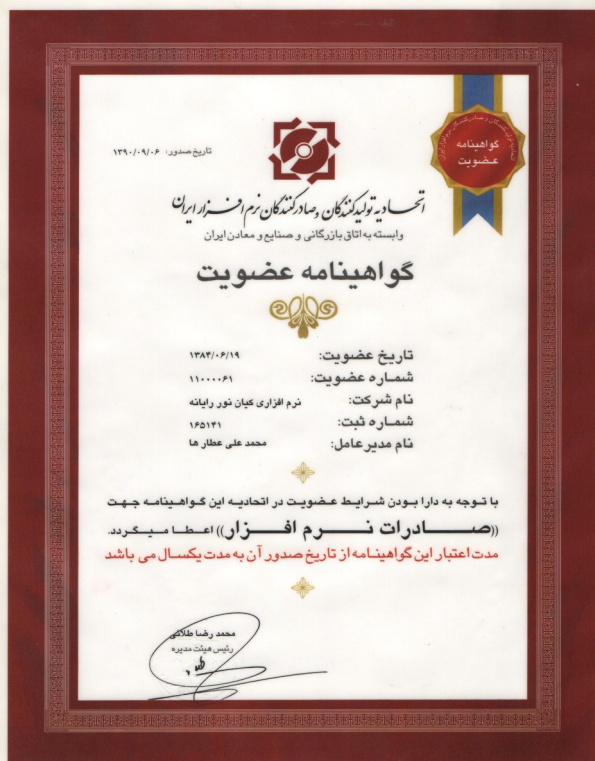 تاریخ صدور: ۱۳۹۰/۰۹/۰۶
گواهینامه
عضویت
اتحادیه تولیدکنندگان و صادرکنندگان نرم افزار ایران
وابسته به اتاق بازرگانی و صنایع و معادن ایران
گواهینامه عضویت
تاریخ عضویت: ۱۳۸۴/۰۶/۱۹
شماره عضویت: ۱۱۰۰۰۰۶۱
نام شرکت: نرم افزاری کیان نور رایانه
شماره ثبت: ۱۶۵۱۴۱
نام مدیر عامل: محمد علی عطار ها
با توجه به دارا بودن شرایط عضویت در اتحادیه این گواهینامه جهت
((صادرات نرم افزار)) اعطا میگردد.
مدت اعتبار این گواهینامه از تاریخ صدور آن به مدت یکسال می باشد
محمد رضا طلائی
رئیس هیئت مدیره